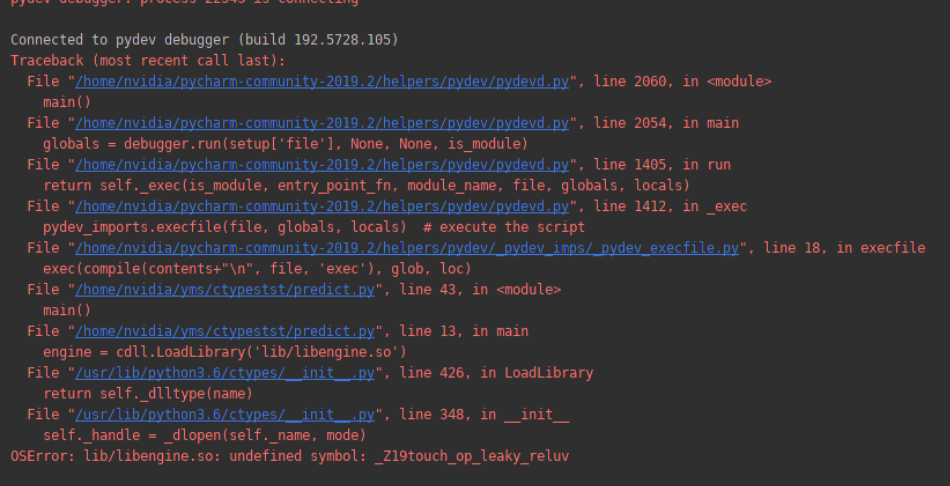 pydev debugger: process 22543 is connecting
Connected to pydev debugger (build 192.5728.105)
Traceback (most recent call last):
File "/home/nvidia/pycharm-community-2019.2/helpers/pydev/pydevd.py", line 2060, in <module>
main()
File "/home/nvidia/pycharm-community-2019.2/helpers/pydev/pydevd.py", line 2054, in main
globals = debugger.run(setup['file'], None, None, is_module)
File "/home/nvidia/pycharm-community-2019.2/helpers/pydev/pydevd.py", line 1405, in run
return self._exec(is_module, entry_point_fn, module_name, file, globals, locals)
File "/home/nvidia/pycharm-community-2019.2/helpers/pydev/pydevd.py", line 1412, in _exec
pydev_imports.execfile(file, globals, locals)  # execute the script
File "/home/nvidia/pycharm-community-2019.2/helpers/pydev/_pydev_imps/_pydev_execfile.py", line 18, in execfile
exec(compile(contents+"\n", file, 'exec'), glob, loc)
File "/home/nvidia/yms/ctypestst/predict.py", line 43, in <module>
main()
File "/home/nvidia/yms/ctypestst/predict.py", line 13, in main
engine = cdll.LoadLibrary('lib/libengine.so')
File "/usr/lib/python3.6/ctypes/__init__.py", line 426, in LoadLibrary
return self._dlltype(name)
File "/usr/lib/python3.6/ctypes/__init__.py", line 348, in __init__
self._handle = _dlopen(self._name, mode)
OSError: lib/libengine.so: undefined symbol: _Z19touch_op_leaky_reluv